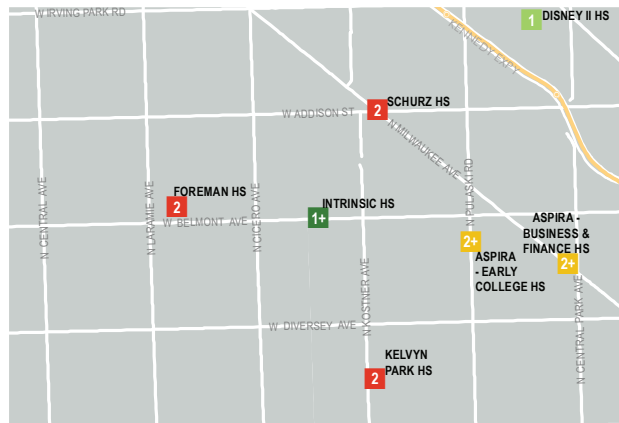 W IRVING PARK RD
1
DISNEY II HS
KENNEDY EXPY
SCHURZ HS
2
W ADDISON ST
N MILWAUKEE AVE
N CENTRAL AVE
N LARAMIE AVE
FOREMAN HS
2
W BELMONT AVE
N CICERO AVE
INTRINSIC HS
1+
N PULASKI RD
2+
ASPIRA
- EARLY
COLLEGE HS
ASPIRA -
BUSINESS &
FINANCE HS
2+
N KOSTNER AVE
N CENTRAL PARK AVE
W DIVERSEY AVE
KELVYN
PARK HS
2